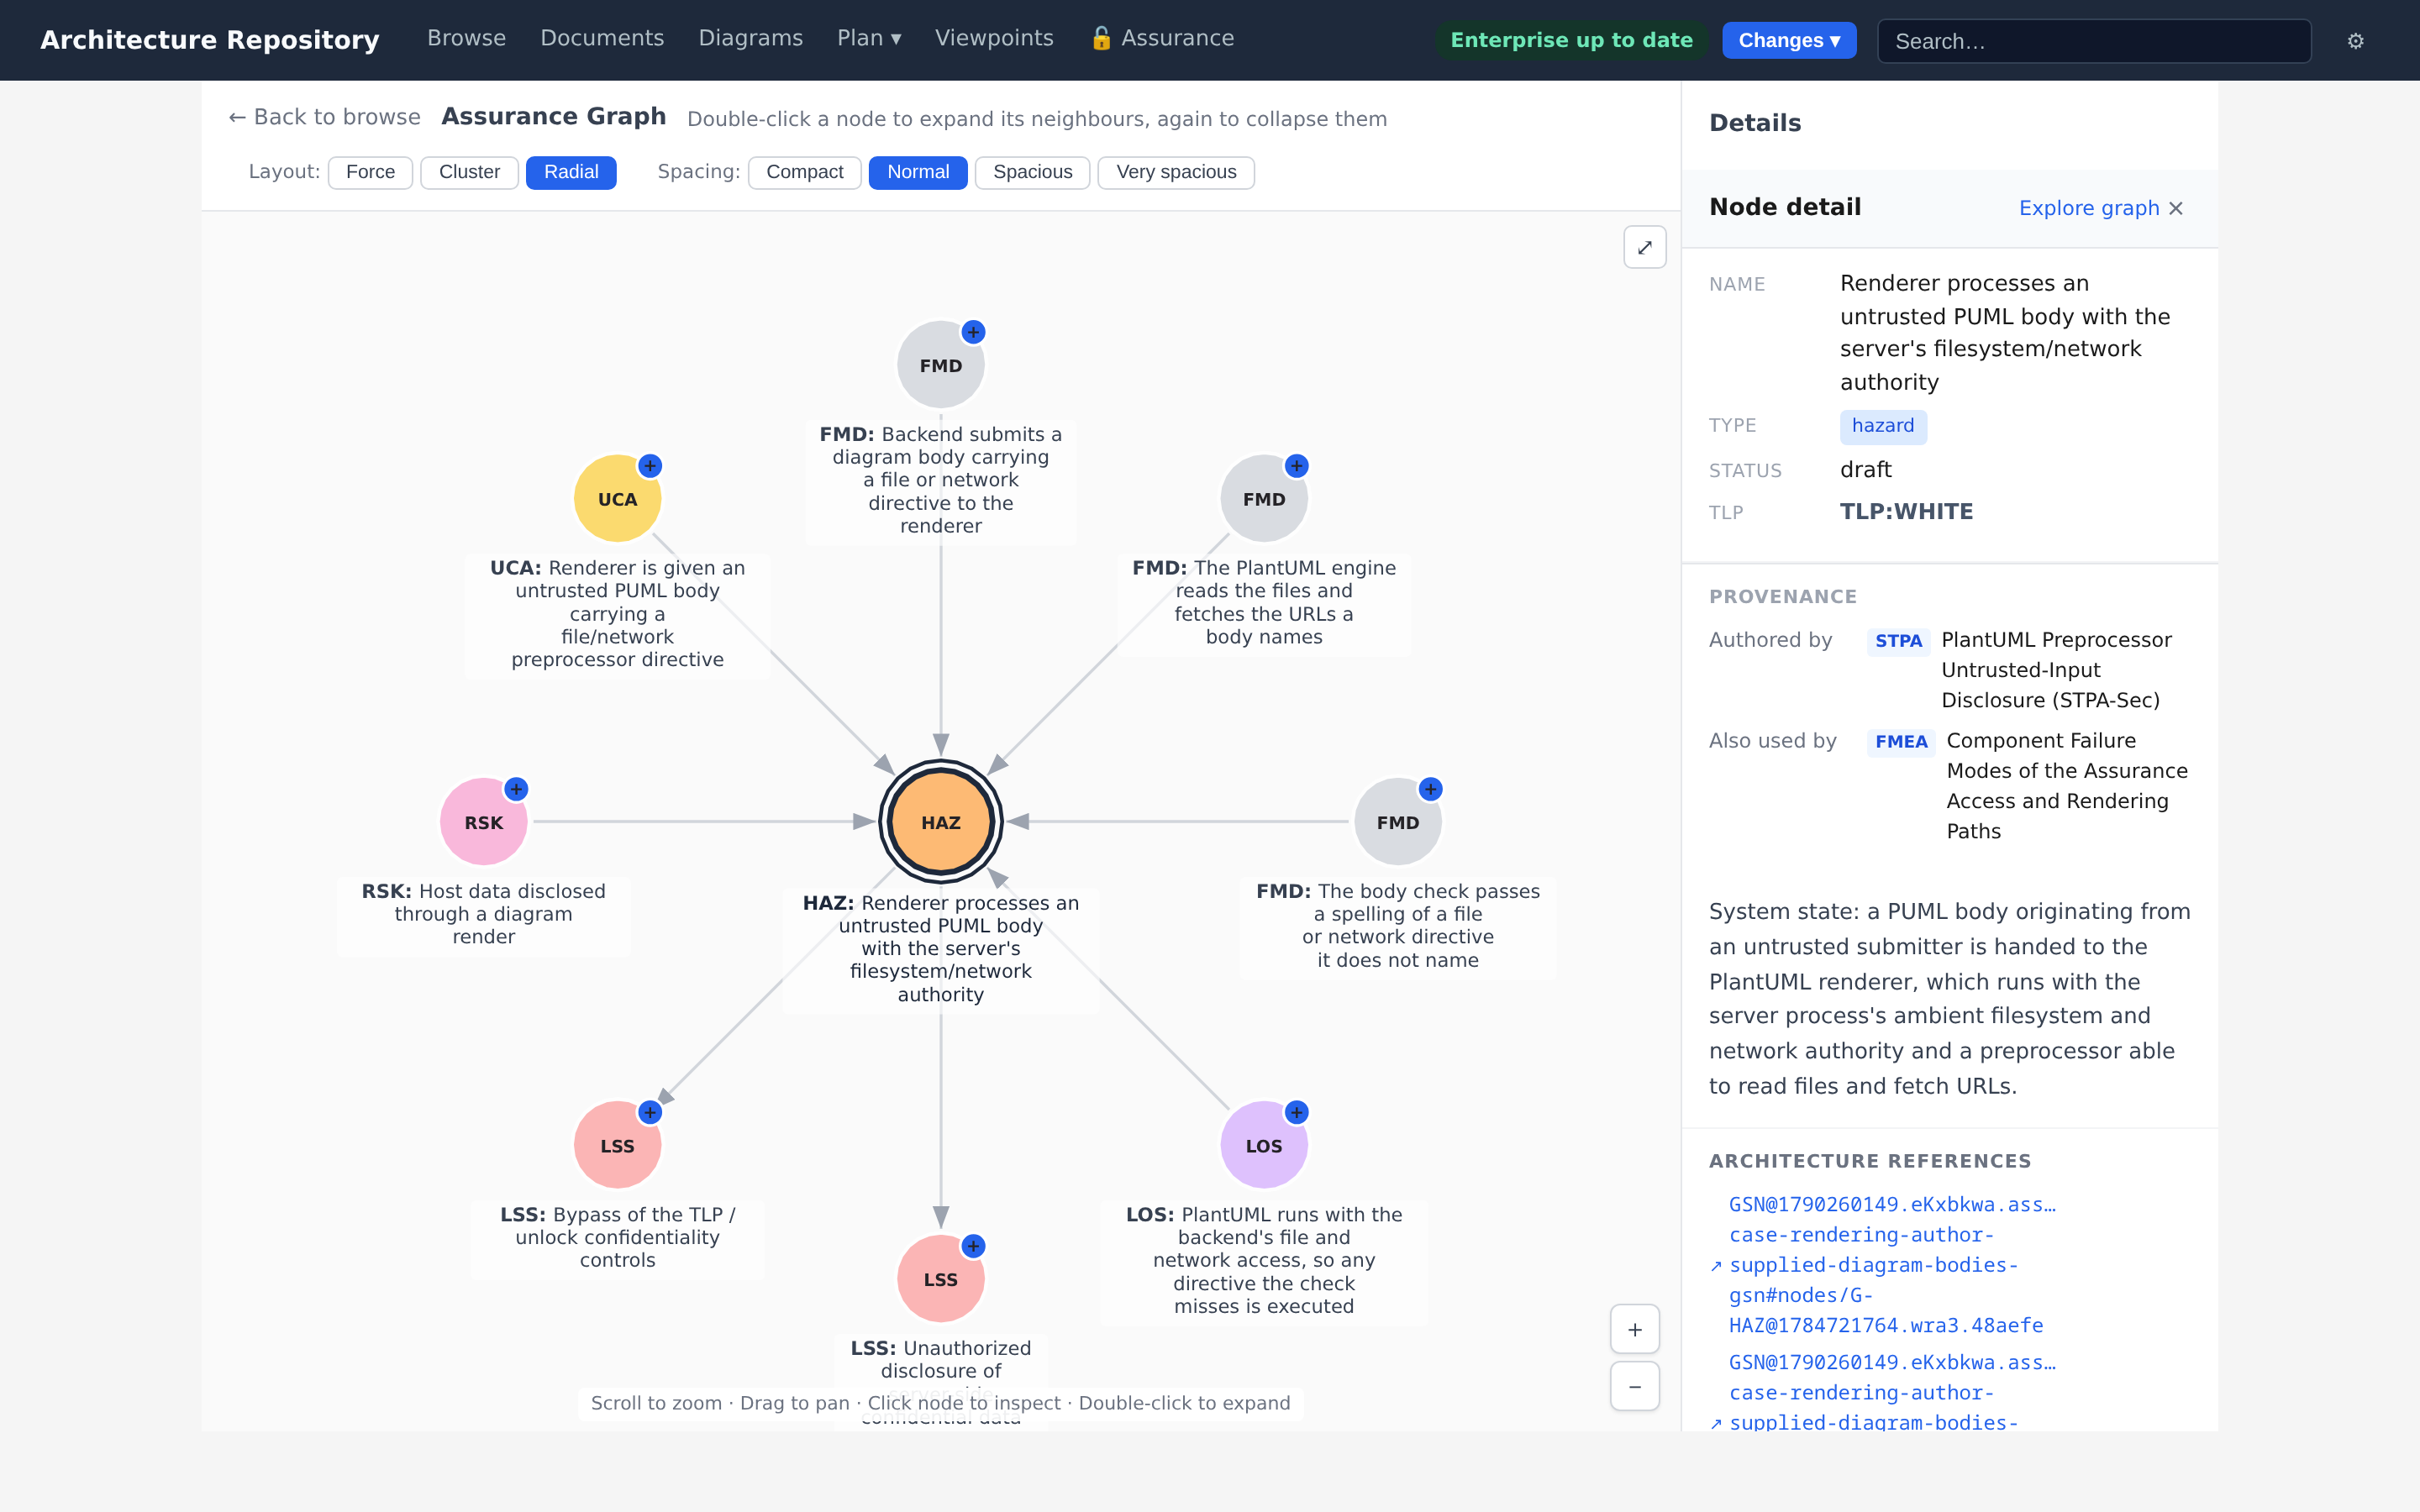 Architecture Repository
Browse
Documents
Diagrams
Plan ▾
Viewpoints
🔓 Assurance
Enterprise up to date
Changes ▾
Search…
← Back to browse
Assurance Graph
Double-click a node to expand its neighbours, again to collapse them
Layout:
Force
Cluster
Radial
Spacing:
Compact
Normal
Spacious
Very spacious
FMD
FMD: Backend submits a
diagram body carrying
a file or network
directive to the
renderer
UCA
UCA: Renderer is given an
untrusted PUML body
carrying a
file/network
preprocessor directive
FMD
FMD: The PlantUML engine
reads the files and
fetches the URLs a
body names
RSK
RSK: Host data disclosed
through a diagram
render
HAZ
HAZ: Renderer processes an
untrusted PUML body
with the server's
filesystem/network
authority
FMD
FMD: The body check passes
a spelling of a file
or network directive
it does not name
LSS
LSS: Bypass of the TLP /
unlock confidentiality
controls
LSS
LSS: Unauthorized
disclosure of
server-side
confidential data
LOS
LOS: PlantUML runs with the
backend's file and
network access, so any
directive the check
misses is executed
Scroll to zoom · Drag to pan · Click node to inspect · Double-click to expand
+
−
Details
Node detail
Explore graph ✕
NAME
Renderer processes an
untrusted PUML body with the
server's filesystem/network
authority
TYPE
hazard
STATUS
draft
TLP
TLP:WHITE
PROVENANCE
Authored by
STPA
PlantUML Preprocessor
Untrusted-Input
Disclosure (STPA-Sec)
Also used by
FMEA
Component Failure
Modes of the Assurance
Access and Rendering
Paths
System state: a PUML body originating from
an untrusted submitter is handed to the
PlantUML renderer, which runs with the
server process's ambient filesystem and
network authority and a preprocessor able
to read files and fetch URLs.
ARCHITECTURE REFERENCES
GSN@1790260149.eKxbkwa.ass…
case-rendering-author-
↗ supplied-diagram-bodies-
gsn#nodes/G-
HAZ@1784721764.wra3.48aefe
GSN@1790260149.eKxbkwa.ass…
case-rendering-author-
↗ supplied-diagram-bodies-